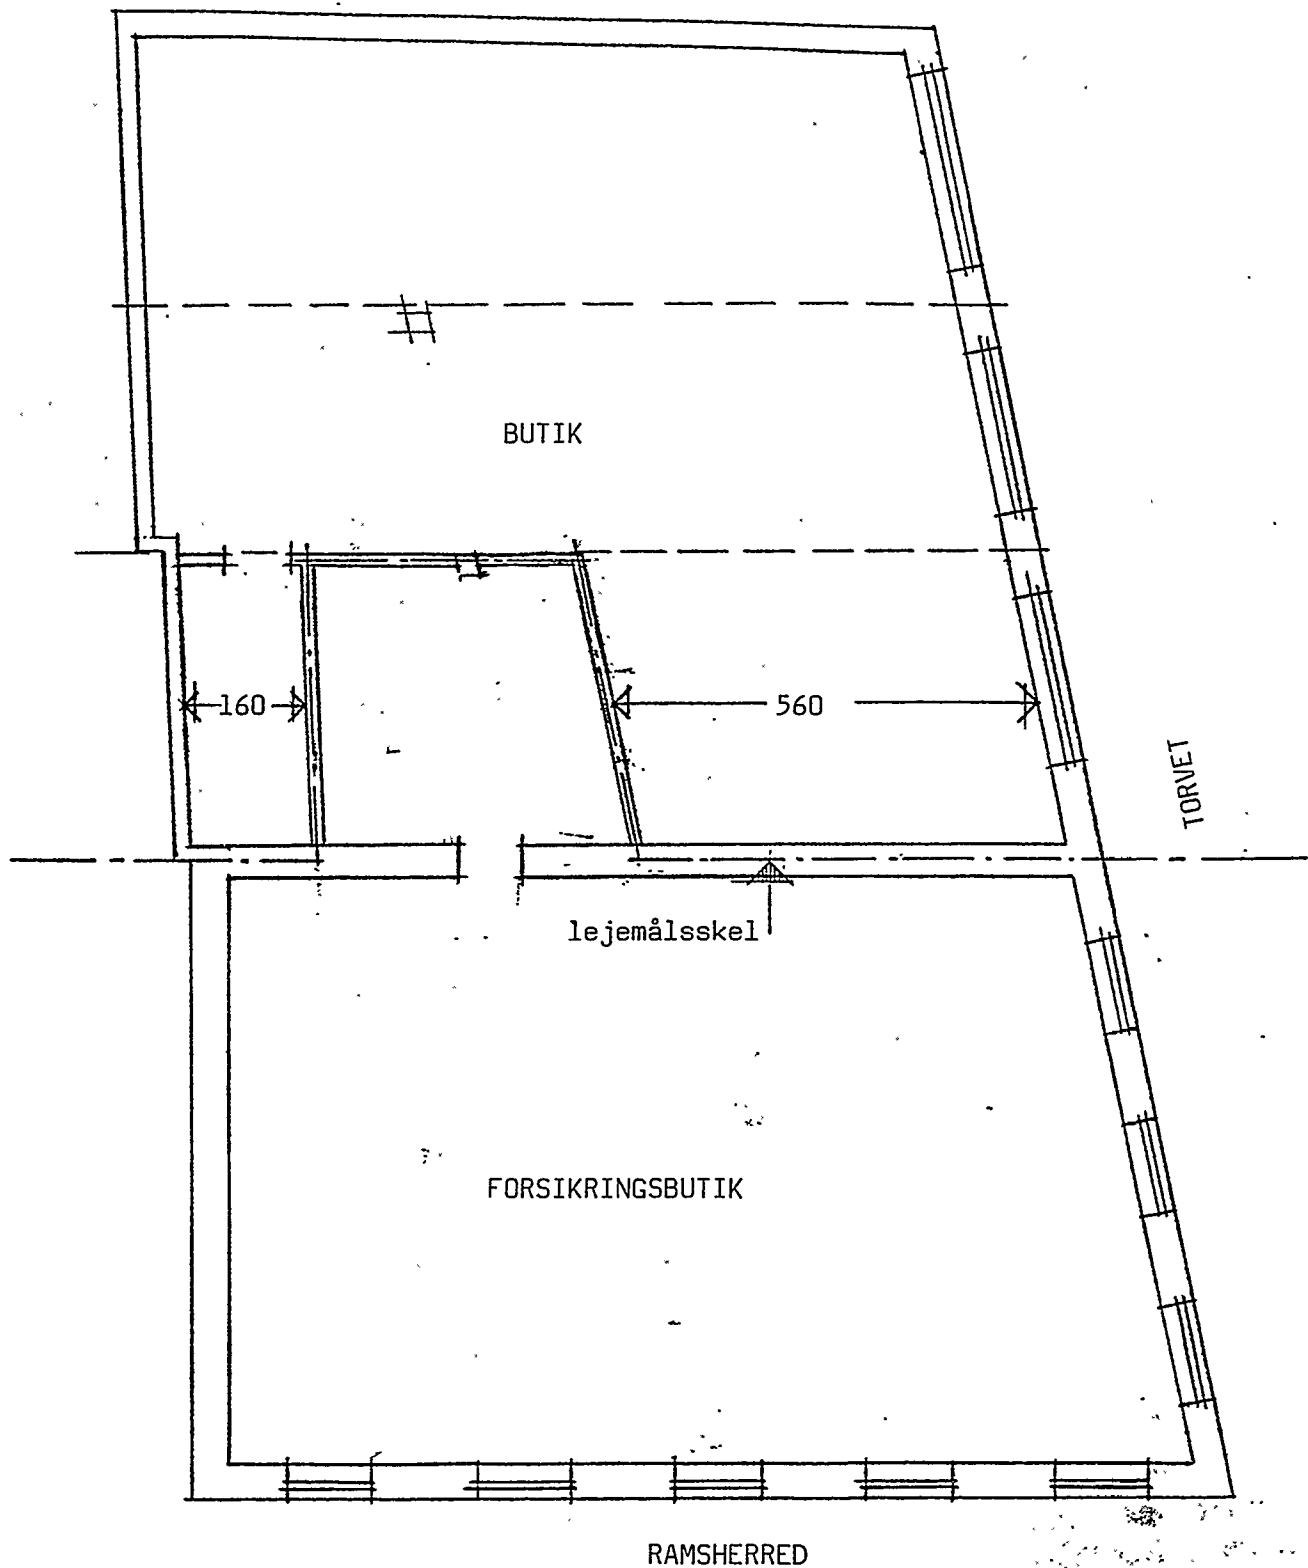 BUTIK
160
560
TORVET
lejemålsskel
FORSIKRINGSBUTIK
RAMSHERRED